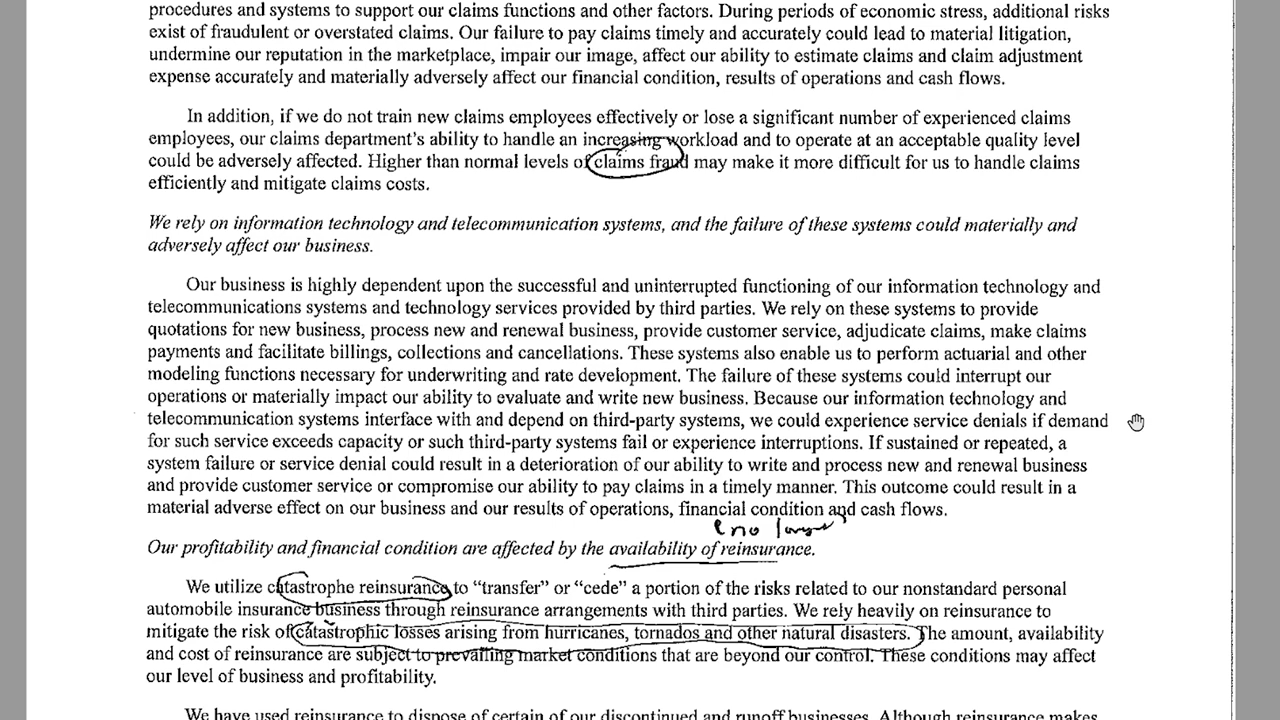 procedures and systems to support our claims functions and other factors. During periods of economic stress, additional risks
exist of fraudulent or overstated claims. Our failure to pay claims timely and accurately could lead to material litigation,
undermine our reputation in the marketplace, impair our image, affect our ability to estimate claims and claim adjustment
expense accurately and materially adversely affect our financial condition, results of operations and cash flows.
In addition, if we do not train new claims employees effectively or lose a significant number of experienced claims
employees, our claims department's ability to handle an increasing workload and to operate at an acceptable quality level
could be adversely affected. Higher than normal levels of claims fraud may make it more difficult for us to handle claims
efficiently and mitigate claims costs.
We rely on information technology and telecommunication systems, and the failure of these systems could materially and
adversely affect our business.
Our business is highly dependent upon the successful and uninterrupted functioning of our information technology and
telecommunications systems and technology services provided by third parties. We rely on these systems to provide
quotations for new business, process new and renewal business, provide customer service, adjudicate claims, make claims
payments and facilitate billings, collections and cancellations. These systems also enable us to perform actuarial and other
modeling functions necessary for underwriting and rate development. The failure of these systems could interrupt our
operations or materially impact our ability to evaluate and write new business. Because our information technology and
telecommunication systems interface with and depend on third-party systems, we could experience service denials if demand
for such service exceeds capacity or such third-party systems fail or experience interruptions. If sustained or repeated, a
system failure or service denial could result in a deterioration of our ability to write and process new and renewal business
and provide customer service or compromise our ability to pay claims in a timely manner. This outcome could result in a
material adverse effect on our business and our results of operations, financial condition and cash flows.
no
Our profitability and financial condition are affected by the availability of reinsurance.
We utilize catastrophe reinsurance to "transfer" or "cede" a portion of the risks related to our nonstandard personal
automobile insurance business through reinsurance arrangements with third parties. We rely heavily on reinsurance to
mitigate the risk of catastrophic losses arising from hurricanes, tornados and other natural disasters. The amount, availability
and cost of reinsurance are subject to prevailing market conditions that are beyond our control. These conditions may affect
our level of business and profitability.
We have used reinsurance to dispose of certain of our discontinued and runoff businesses. Although reinsurance makes